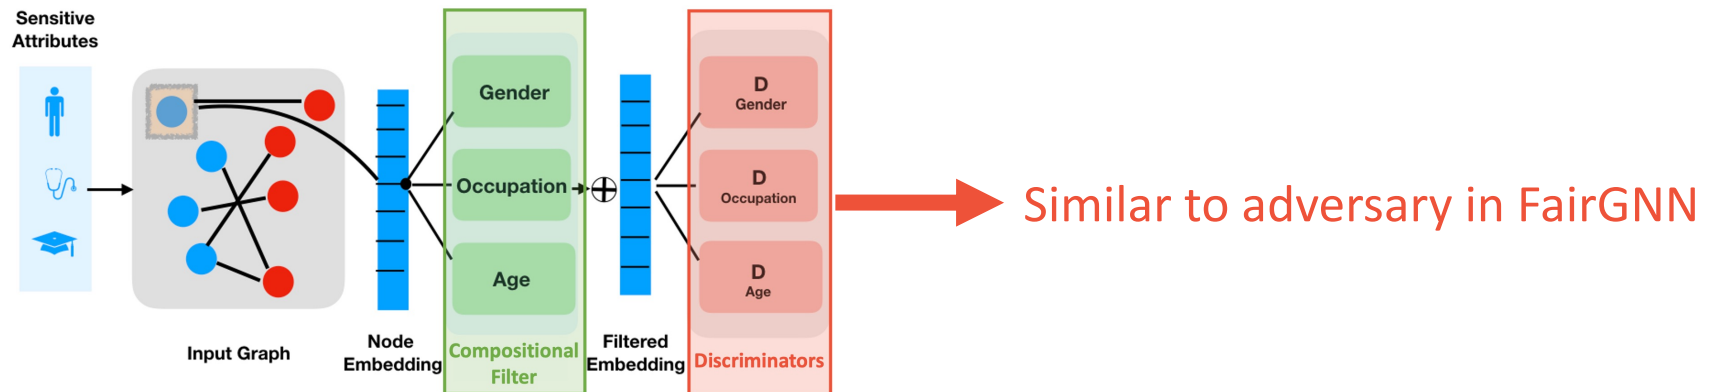 Sensitive
Attributes
Input Graph
Node
Embedding
Gender
Occupation
Age
Compositional
Filter
Filtered
Embedding
D
Gender
D
Occupation
D
Age
Discriminators
Similar to adversary in FairGNN